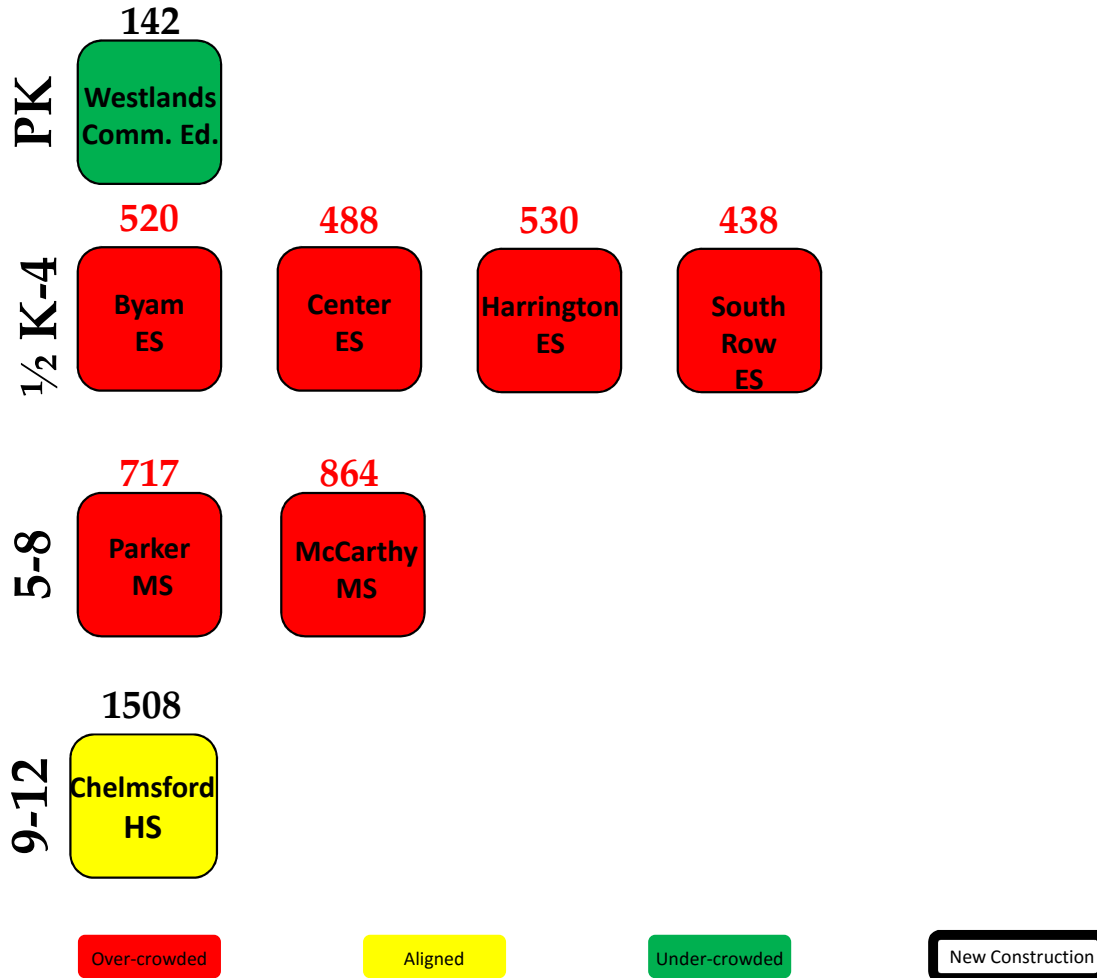 142
PK
Westlands
Comm. Ed.
520 488 530 438
½ K-4
Byam
ES
Center
ES
Harrington
ES
South
Row
ES
717 864
5-8
Parker
MS
McCarthy
MS
1508
9-12
Chelmsford
HS
Over-crowded
Aligned
Under-crowded
New Construction